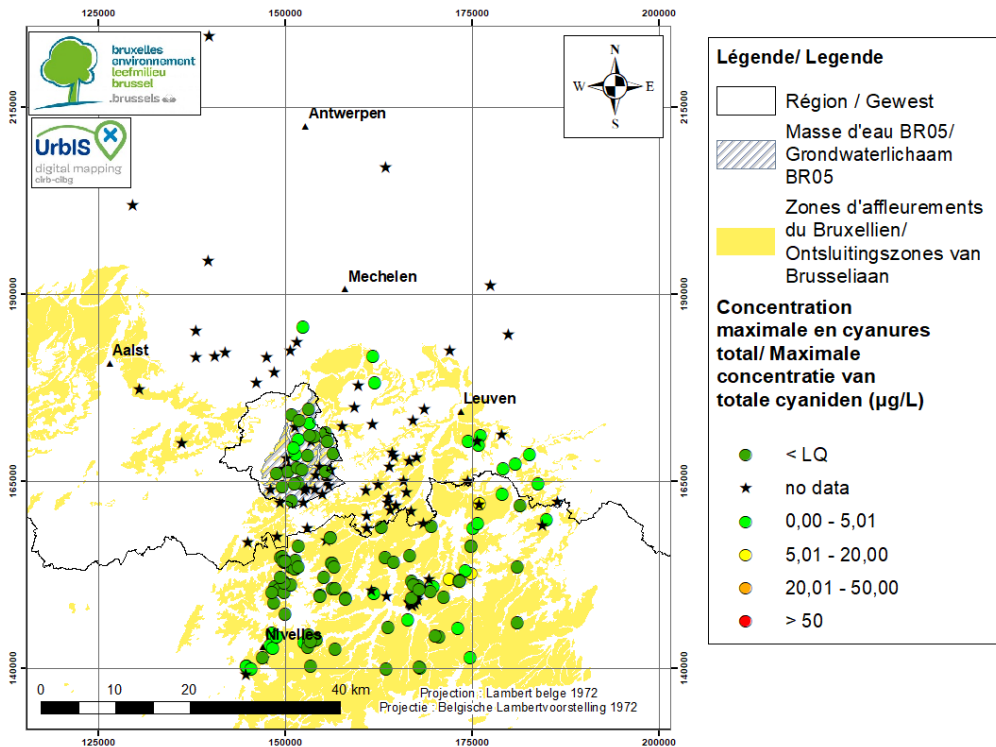 125000 150000 175000 200000
bruxelles
environnement
leefmilieu
brussel
.brussels
UrbIS
digital mapping
cirb-cibg
N
W E
S
215000 215000
Antwerpen
Mechelen
190000 190000
Aalst
Leuven
165000 165000
Nivelles
140000 140000
0 10 20 40 km
Projection : Lambert belge 1972
Projectie : Belgische Lambertvoorstelling 1972
125000 150000 175000 200000
Légende/ Legende
Région / Gewest
Masse d'eau BR05/
Grondwaterlichaam
BR05
Zones d'affleurements
du Bruxellien/
Ontsluitingszones van
Brusseliaan
Concentration
maximale en cyanures
total/ Maximale
concentratie van
totale cyaniden (µg/L)
< LQ
no data
0,00 - 5,01
5,01 - 20,00
20,01 - 50,00
> 50